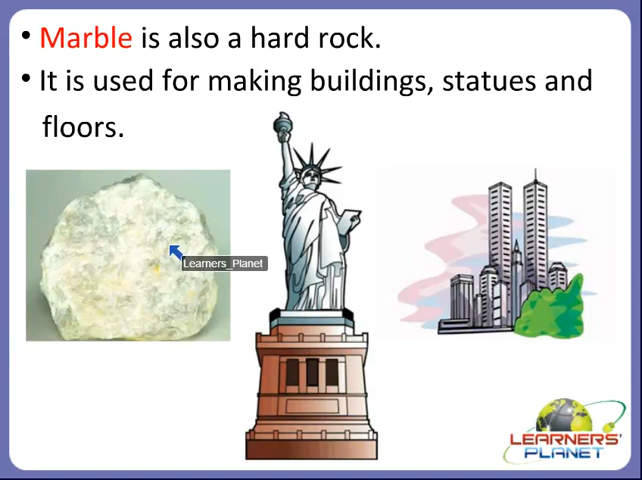 • Marble is also a hard rock.
• It is used for making buildings, statues and
floors.
Learners_Planet
LEARNERS'
PLANET